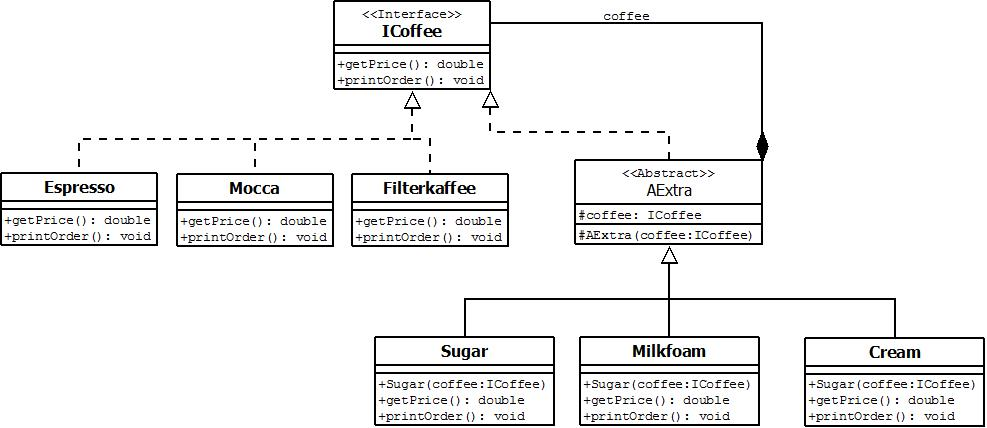 <<Interface>>
ICoffee
+getPrice(): double
+printOrder(): void
coffee
Espresso
+getPrice(): double
+printOrder(): void
Mocca
+getPrice(): double
+printOrder(): void
Filterkaffee
+getPrice(): double
+printOrder(): void
<<Abstract>>
AExtra
#coffee: ICoffee
#AExtra(coffee:ICoffee)
Sugar
+Sugar(coffee:ICoffee)
+getPrice(): double
+printOrder(): void
Milkfoam
+Sugar(coffee:ICoffee)
+getPrice(): double
+printOrder(): void
Cream
+Sugar(coffee:ICoffee)
+getPrice(): double
+printOrder(): void